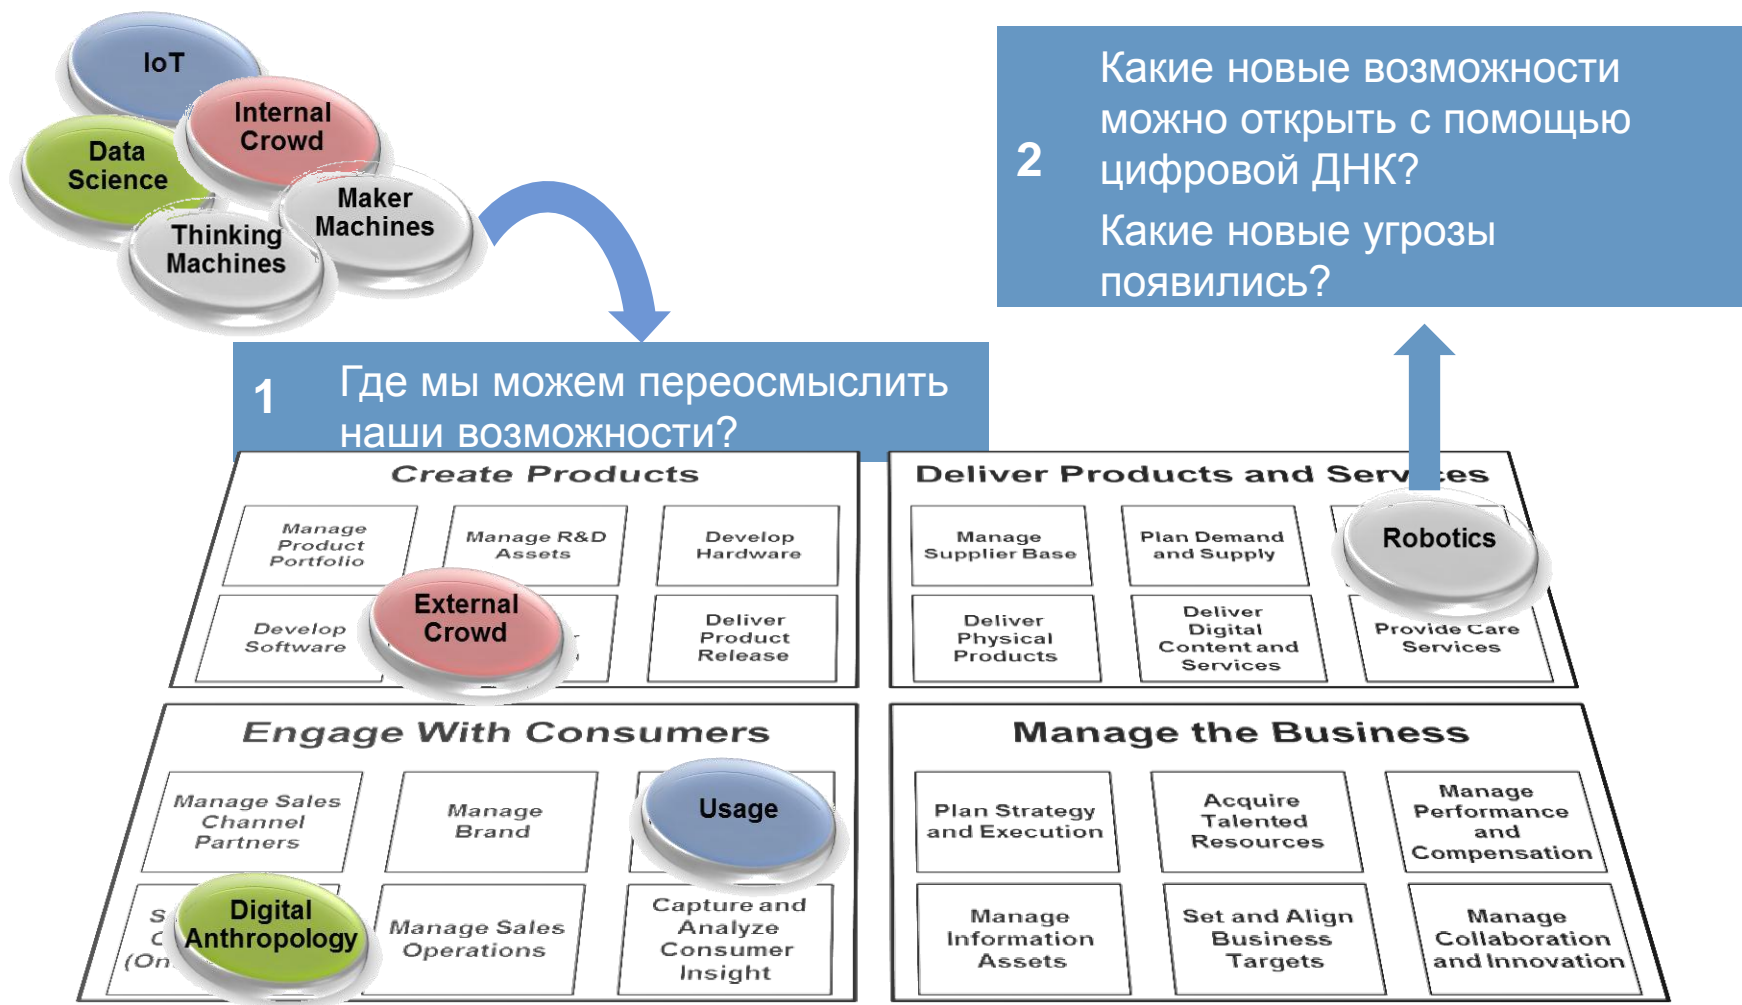 IoT
Internal
Crowd
Data
Science
Maker
Machines
Thinking
Machines
2
Какие новые возможности
можно открыть с помощью
цифровой ДНК?
Какие новые угрозы
появились?
1
Где мы можем переосмыслить
наши возможности?
Create Products
Manage
Product
Portfolio
Manage R&D
Assets
Develop
Hardware
Develop
Software
External
Crowd
Deliver
Product
Release
Deliver Products and Services
Manage
Supplier Base
Plan Demand
and Supply
Robotics
Deliver
Physical
Products
Deliver
Digital
Content and
Services
Provide Care
Services
Engage With Consumers
Manage Sales
Channel
Partners
Manage
Brand
Usage
Digital
Anthropology
Manage Sales
Operations
Capture and
Analyze
Consumer
Insight
Manage the Business
Plan Strategy
and Execution
Acquire
Talented
Resources
Manage
Performance
and
Compensation
Manage
Information
Assets
Set and Align
Business
Targets
Manage
Collaboration
and Innovation